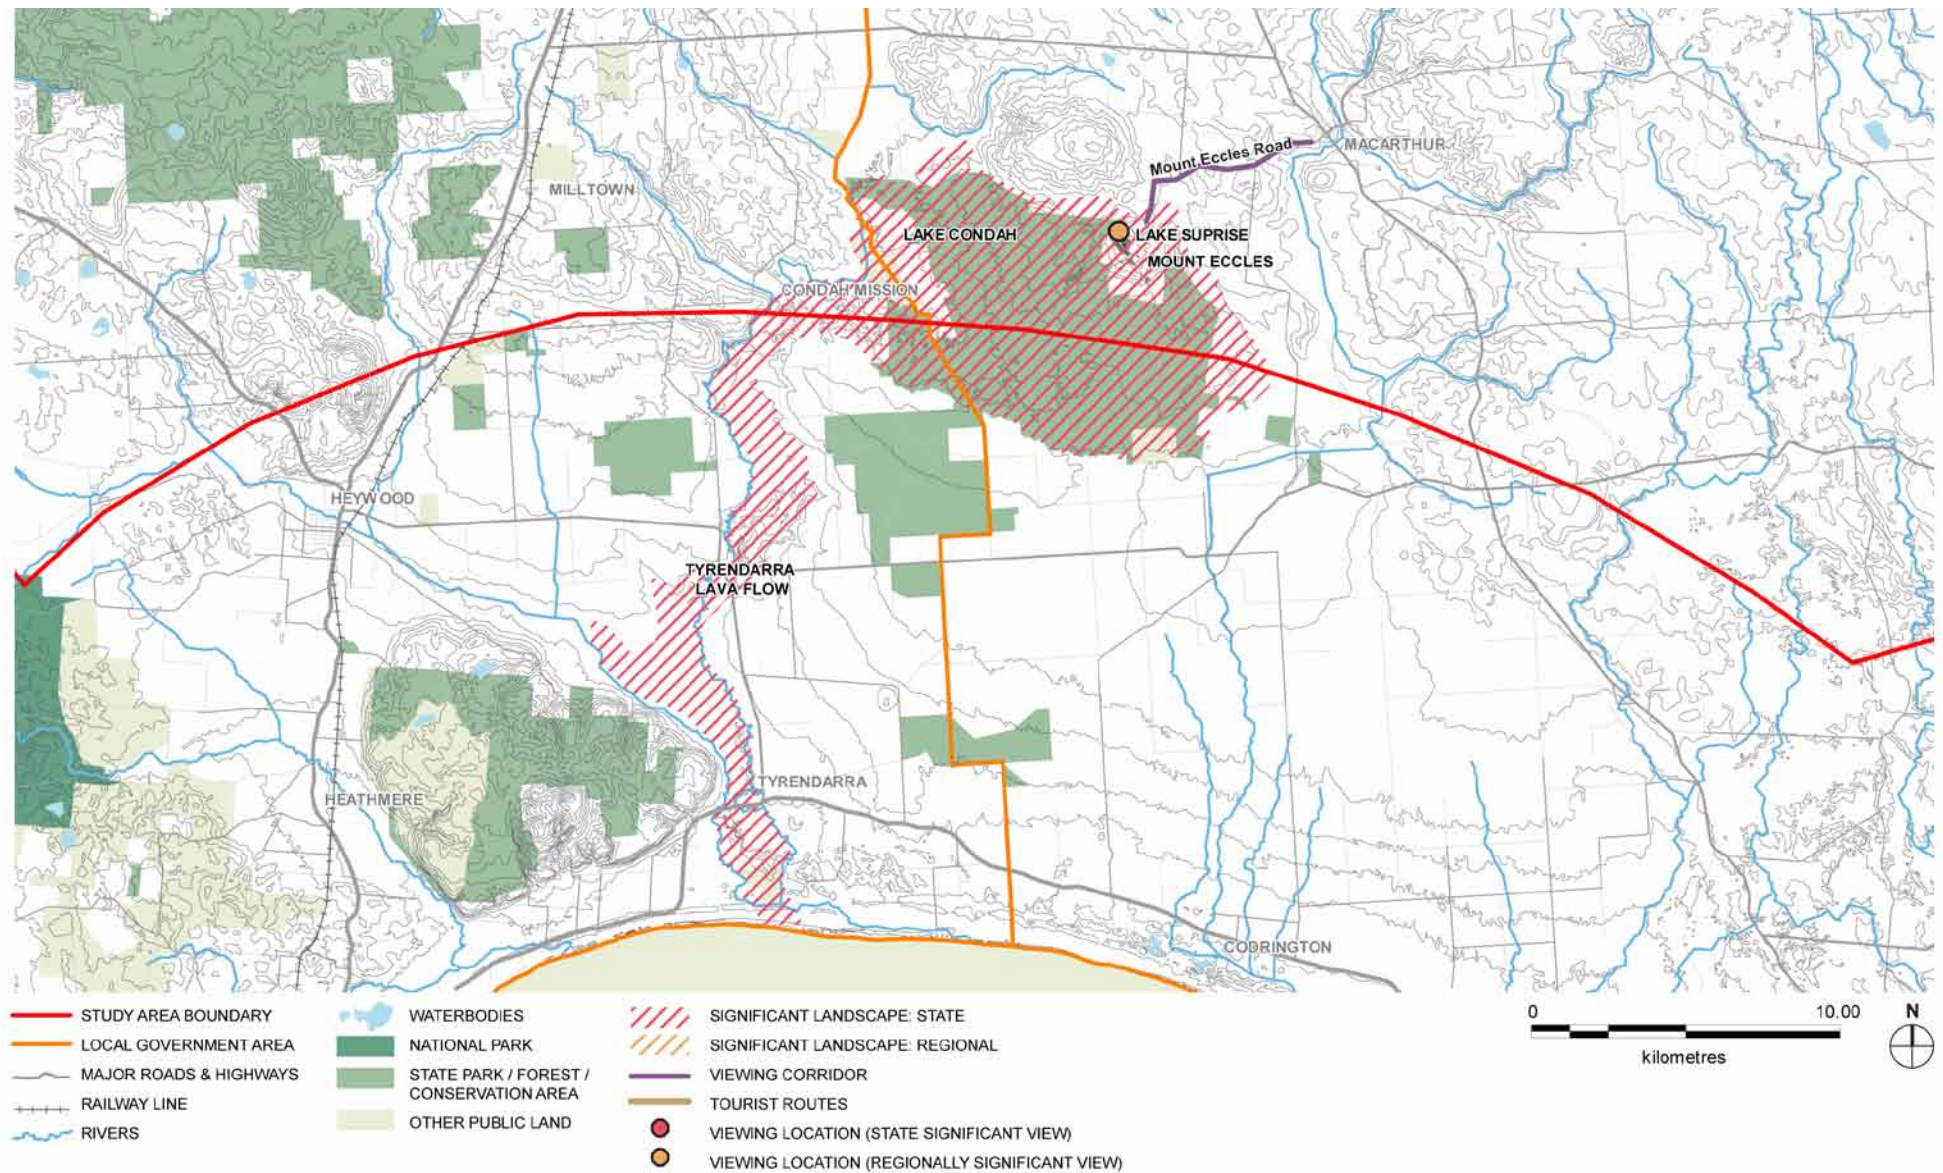 MACARTHUR
Mount Eccles Road
MILLTOWN
LAKE CONDAH
LAKE SUPRISE
MOUNT ECCLES
CONDAH MISSION
HEYWOOD
TYRENDARRA
LAVA FLOW
TYRENDARRA
HEATHMERE
CODRINGTON
STUDY AREA BOUNDARY
LOCAL GOVERNMENT AREA
MAJOR ROADS & HIGHWAYS
RAILWAY LINE
RIVERS
WATERBODIES
NATIONAL PARK
STATE PARK / FOREST /
CONSERVATION AREA
OTHER PUBLIC LAND
SIGNIFICANT LANDSCAPE: STATE
SIGNIFICANT LANDSCAPE: REGIONAL
VIEWING CORRIDOR
TOURIST ROUTES
VIEWING LOCATION (STATE SIGNIFICANT VIEW)
VIEWING LOCATION (REGIONALLY SIGNIFICANT VIEW)
0 10.00
kilometres
N